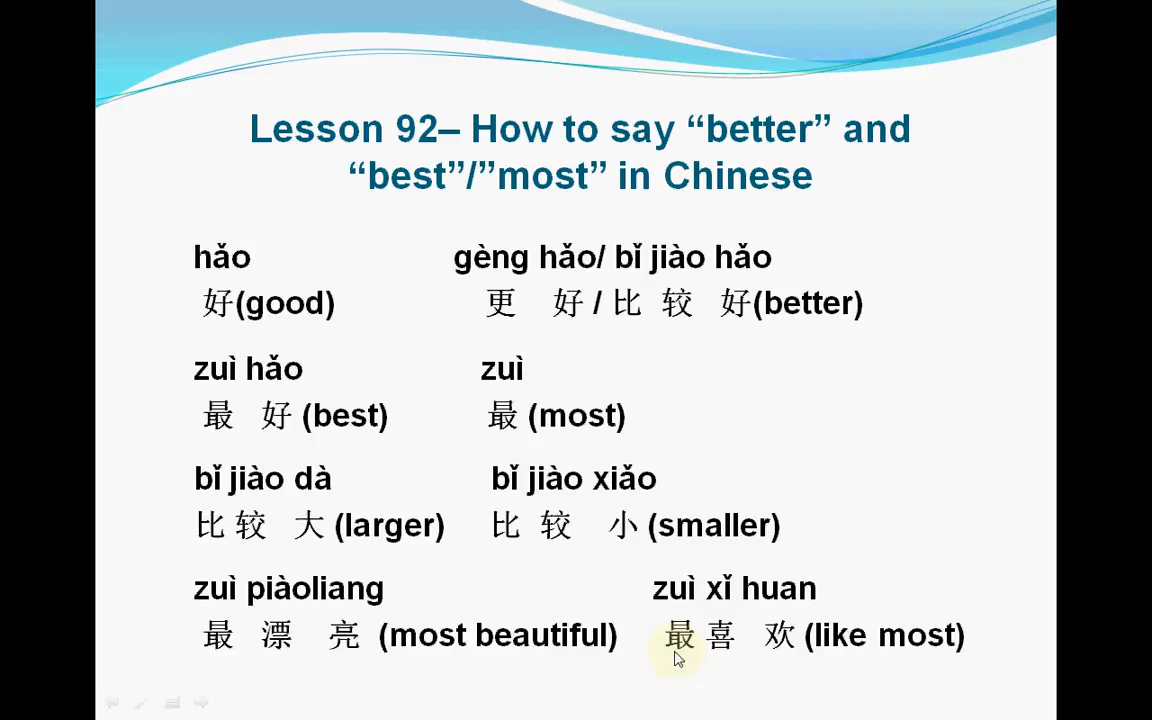 Lesson 92– How to say “better” and
“best”/”most” in Chinese
hǎo gèng hǎo/ bǐ jiào hǎo
好(good) 更 好 / 比 较 好(better)
zuì hǎo zuì
最 好 (best) 最 (most)
bǐ jiào dà bǐ jiào xiǎo
比 较 大 (larger) 比 较 小 (smaller)
zuì piàoliang zuì xǐ huan
最 漂 亮 (most beautiful) 最 喜 欢 (like most)